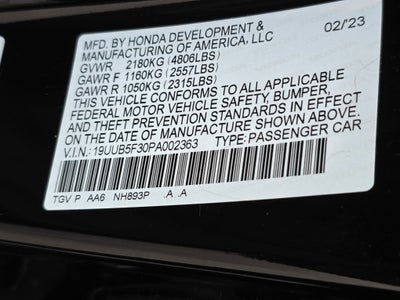 MFD. BY HONDA DEVELOPMENT & 02/'23
MANUFACTURING OF AMERICA, LLC
GVWR 2180KG (4806LBS)
GAWR F 1160KG (2557LBS)
GAWR R 1050KG (2315LBS)
THIS VEHICLE CONFORMS TO ALL APPLICABLE
FEDERAL MOTOR VEHICLE SAFETY, BUMPER,
AND THEFT PREVENTION STANDARDS IN EFFECT
ON THE DATE OF MANUFACTURE SHOWN ABOVE.
V.I.N.: 19UUB5F30PA002363 TYPE: PASSENGER CAR
TGV P AA6 NH893P .A .A